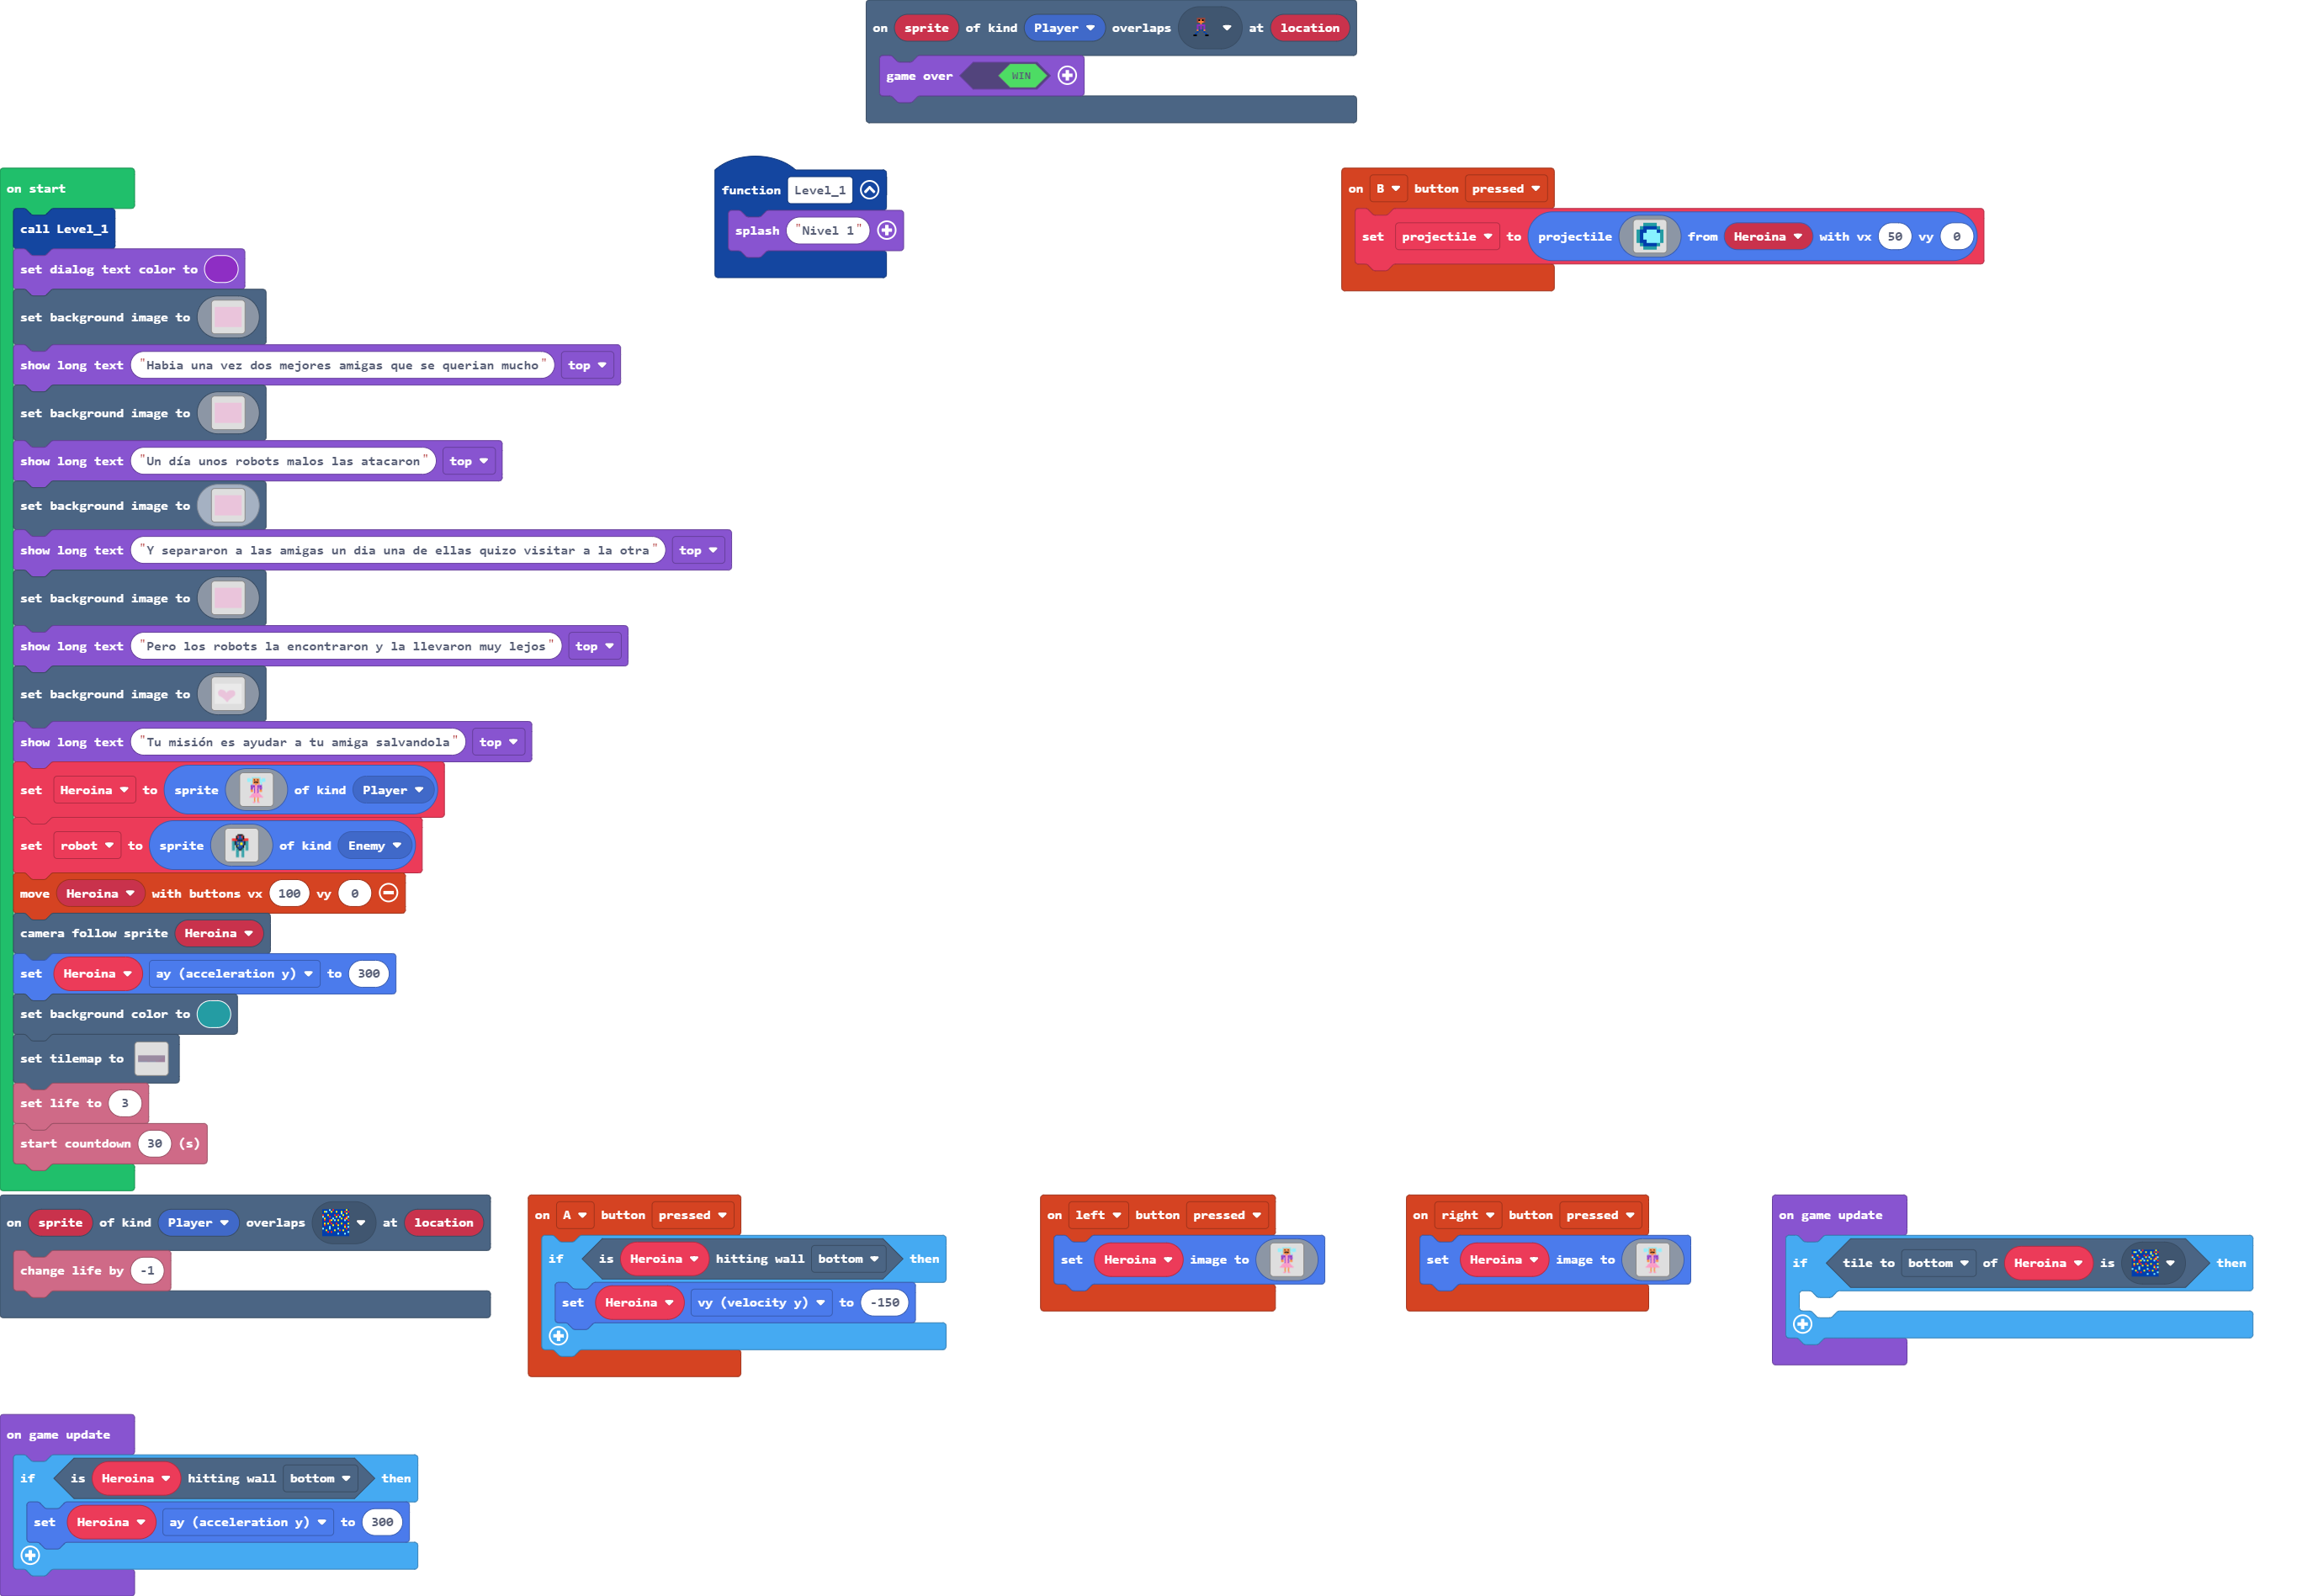 on sprite of kind Player overlaps at location
game over WIN
on start
call Level_1
set dialog text color to
set background image to
show long text "Habia una vez dos mejores amigas que se querian mucho" top
set background image to
show long text "Un día unos robots malos las atacaron" top
set background image to
show long text "Y separaron a las amigas un dia una de ellas quizo visitar a la otra" top
set background image to
show long text "Pero los robots la encontraron y la llevaron muy lejos" top
set background image to
show long text "Tu misión es ayudar a tu amiga salvandola" top
set Heroina to sprite of kind Player
set robot to sprite of kind Enemy
move Heroina with buttons vx 100 vy 0
camera follow sprite Heroina
set Heroina ay (acceleration y) to 300
set background color to
set tilemap to
set life to 3
start countdown 30 (s)
function Level_1
splash "Nivel 1"
on B button pressed
set projectile to projectile from Heroina with vx 50 vy 0
on sprite of kind Player overlaps at location
change life by -1
on A button pressed
if is Heroina hitting wall bottom then
set Heroina vy (velocity y) to -150
on left button pressed
set Heroina image to
on right button pressed
set Heroina image to
on game update
if tile to bottom of Heroina is then
on game update
if is Heroina hitting wall bottom then
set Heroina ay (acceleration y) to 300